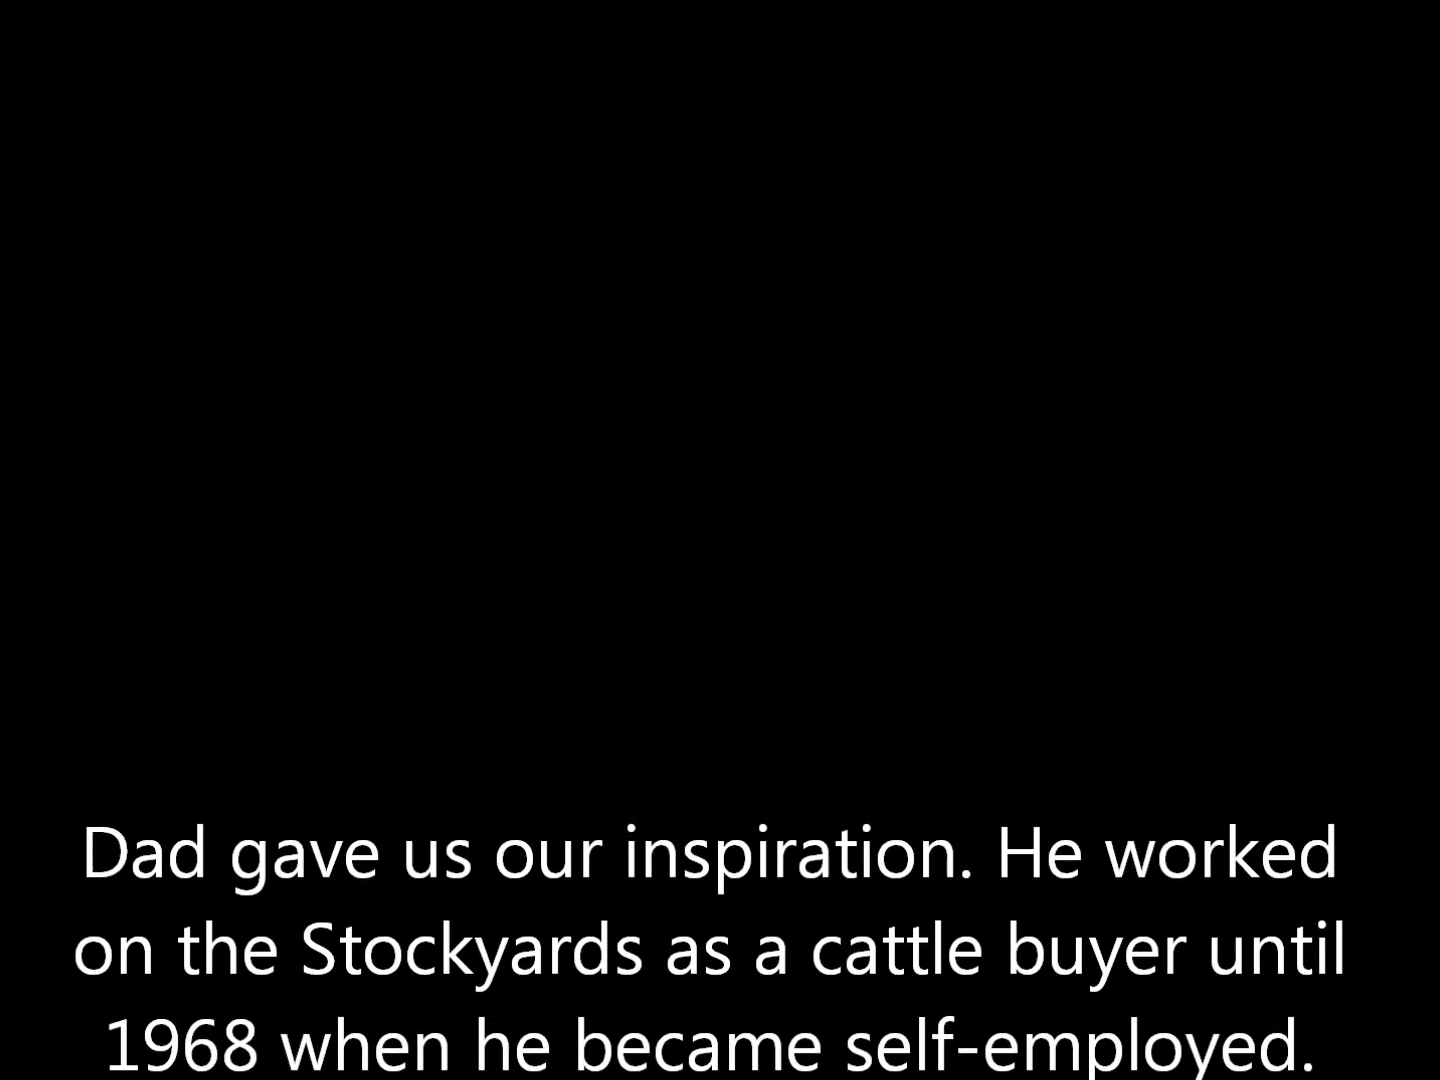 Dad gave us our inspiration. He worked
on the Stockyards as a cattle buyer until
1968 when he became self-employed.